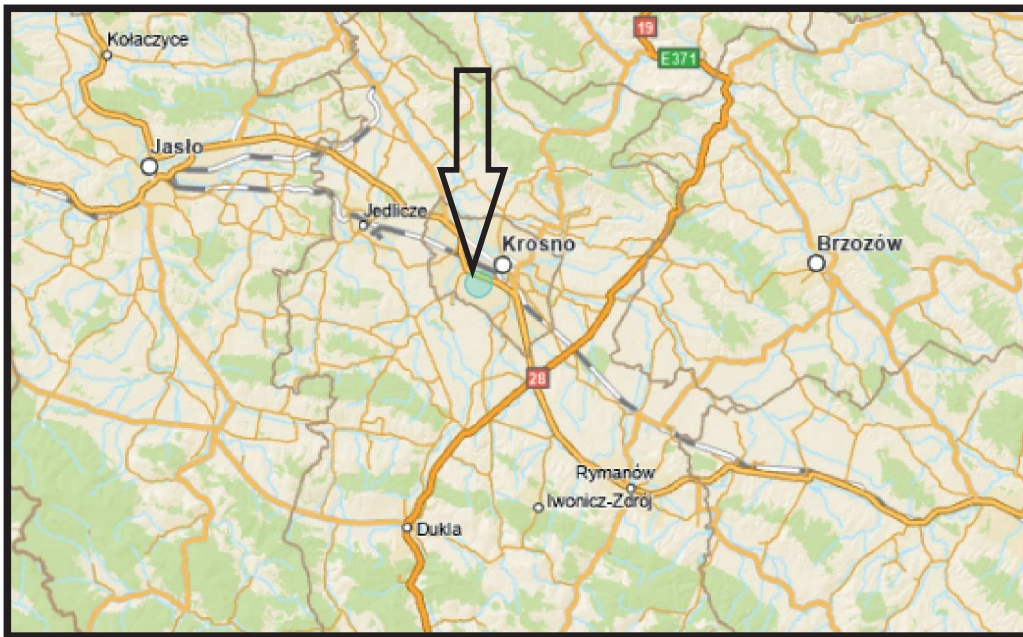 19
E371
Kołaczyce
Jasło
Jedlicze
Krosno
Brzozów
28
Rymanów
Iwonicz-Zdrój
Dukla